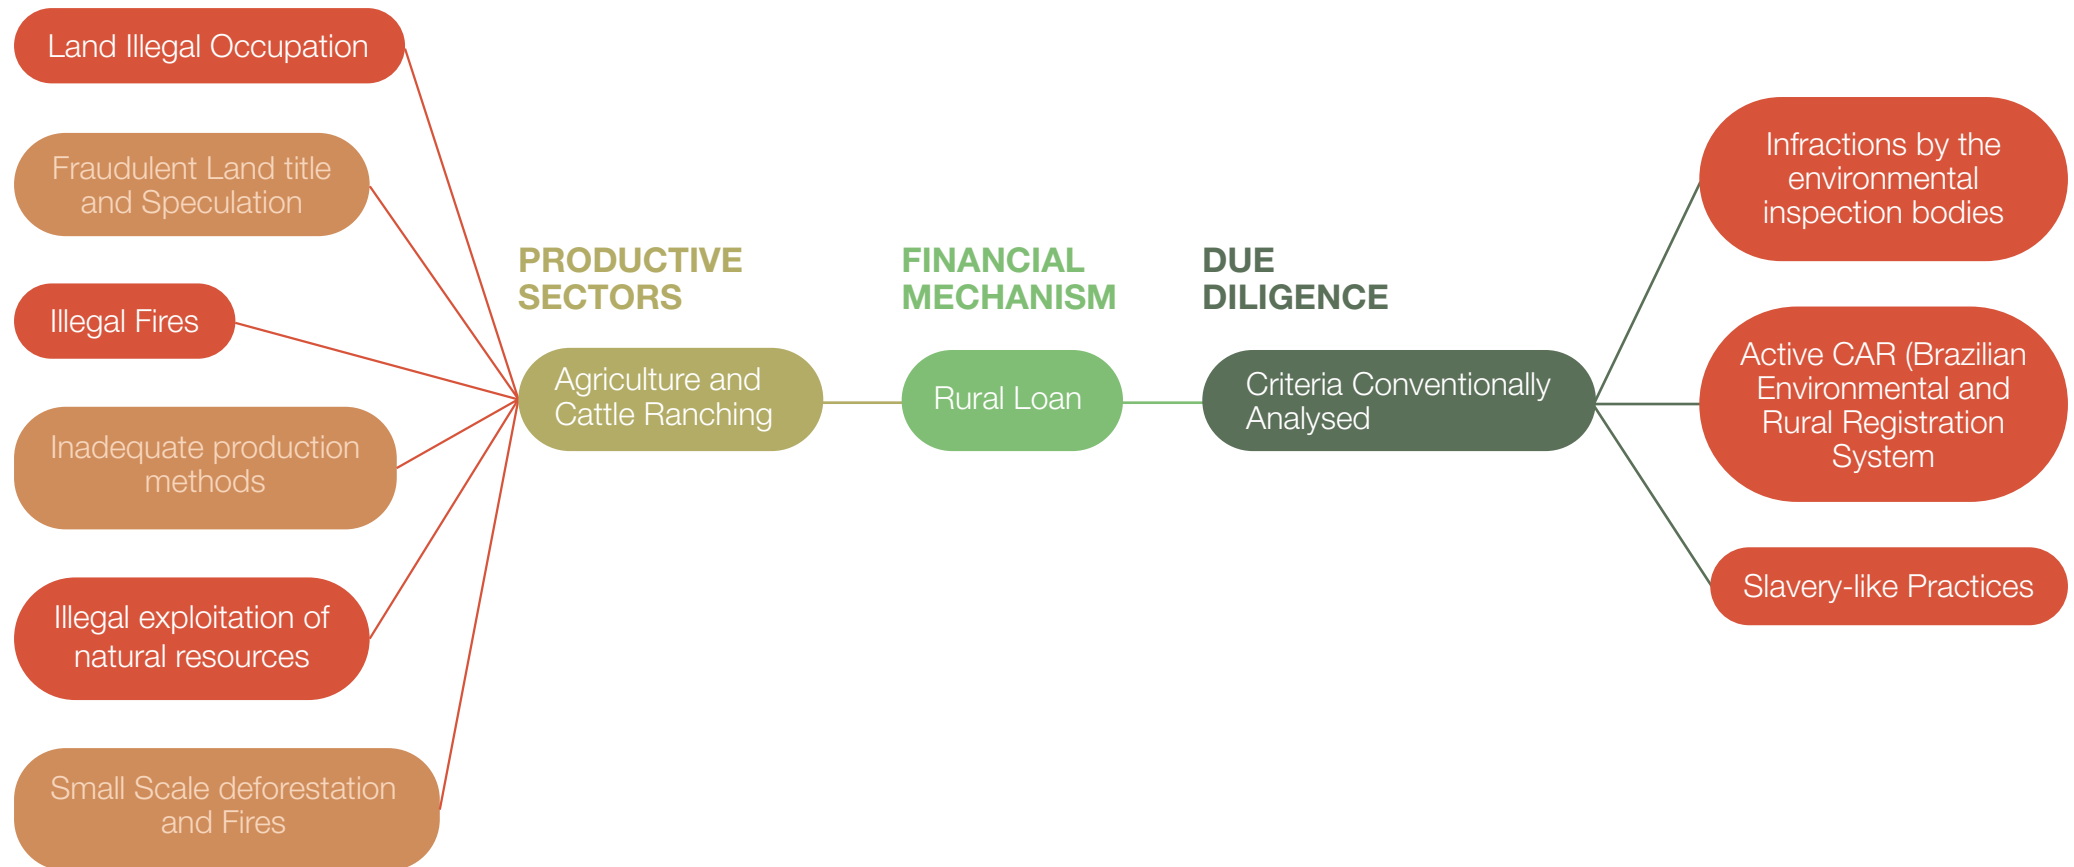 Land Illegal Occupation
Fraudulent Land title
and Speculation
Illegal Fires
Inadequate production
methods
Illegal exploitation of
natural resources
Small Scale deforestation
and Fires
PRODUCTIVE
SECTORS
Agriculture and
Cattle Ranching
FINANCIAL
MECHANISM
Rural Loan
DUE
DILIGENCE
Criteria Conventionally
Analysed
Infractions by the
environmental
inspection bodies
Active CAR (Brazilian
Environmental and
Rural Registration
System
Slavery-like Practices